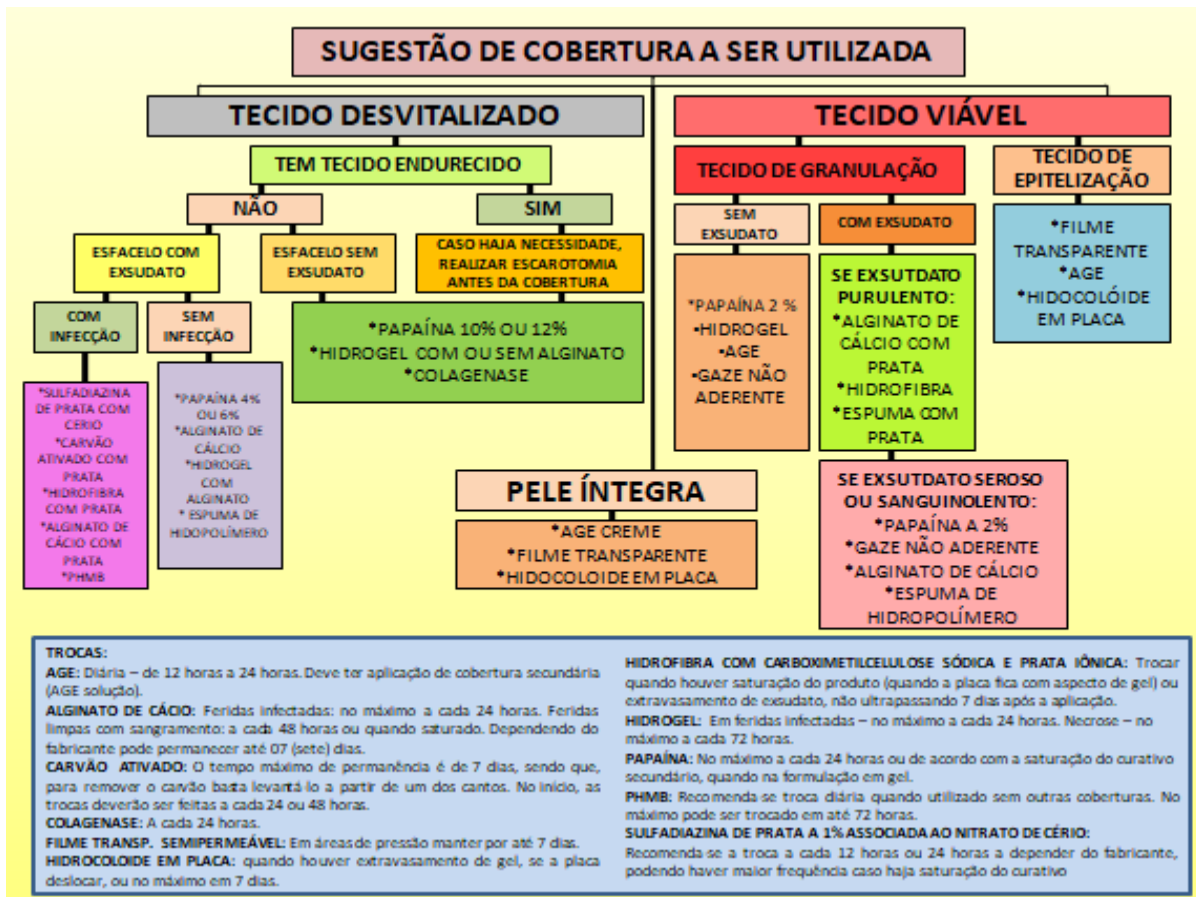 SUGESTÃO DE COBERTURA A SER UTILIZADA
TECIDO DESVITALIZADO
TEM TECIDO ENDURECIDO
NÃO
SIM
ESFACELO COM
EXSUDATO
ESFACELO SEM
EXSUDATO
CASO HAJA NECESSIDADE,
REALIZAR ESCAROTOMIA
ANTES DA COBERTURA
COM
INFECÇÃO
SEM
INFECÇÃO
*SULFADIAZINA
DE PRATA COM
CERIO
*CARVÃO
ATIVADO COM
PRATA
*HIDROFIBRA
COM PRATA
*ALGINATO DE
CÁCIO COM
PRATA
*PHMB
*PAPAÍNA 4%
OU 6%
*ALGINATO DE
CÁLCIO
*HIDROGEL
COM
ALGINATO
* ESPUMA DE
HIDOPOLÍMERO
*PAPAÍNA 10% OU 12%
*HIDROGEL COM OU SEM ALGINATO
*COLAGENASE
PELE ÍNTEGRA
*AGE CREME
*FILME TRANSPARENTE
*HIDOCOLOIDE EM PLACA
TECIDO VIÁVEL
TECIDO DE GRANULAÇÃO
SEM
EXSUDATO
*PAPAÍNA 2 %
•HIDROGEL
•AGE
•GAZE NÃO
ADERENTE
COM EXSUDATO
SE EXSUTDATO
PURULENTO:
*ALGINATO DE
CÁLCIO COM
PRATA
*HIDROFIBRA
*ESPUMA COM
PRATA
SE EXSUTDATO SEROSO
OU SANGUINOLENTO:
*PAPAÍNA A 2%
*GAZE NÃO ADERENTE
*ALGINATO DE CÁLCIO
*ESPUMA DE
HIDROPOLÍMERO
TECIDO DE
EPITELIZAÇÃO
*FILME
TRANSPARENTE
*AGE
*HIDOCOLÓIDE
EM PLACA
TROCAS:
AGE: Diária – de 12 horas a 24 horas. Deve ter aplicação de cobertura secundária
(AGE solução).
ALGINATO DE CÁCIO: Feridas infectadas: no máximo a cada 24 horas. Feridas
limpas com sangramento: a cada 48 horas ou quando saturado. Dependendo do
fabricante pode permanecer até 07 (sete) dias.
CARVÃO ATIVADO: O tempo máximo de permanência é de 7 dias, sendo que,
para remover o carvão basta levantá-lo a partir de um dos cantos. No início, as
trocas deverão ser feitas a cada 24 ou 48 horas.
COLAGENASE: A cada 24 horas.
FILME TRANSP. SEMIPERMEÁVEL: Em áreas de pressão manter por até 7 dias.
HIDROCOLOIDE EM PLACA: quando houver extravasamento de gel, se a placa
deslocar, ou no máximo em 7 dias.
HIDROFIBRA COM CARBOXIMETILCELULOSE SÓDICA E PRATA IÔNICA: Trocar
quando houver saturação do produto (quando a placa fica com aspecto de gel) ou
extravasamento de exsudato, não ultrapassando 7 dias após a aplicação.
HIDROGEL: Em feridas infectadas – no máximo a cada 24 horas. Necrose – no
máximo a cada 72 horas.
PAPAÍNA: No máximo a cada 24 horas ou de acordo com a saturação do curativo
secundário, quando na formulação em gel.
PHMB: Recomenda-se troca diária quando utilizado sem outras coberturas. No
máximo pode ser trocado em até 72 horas.
SULFADIAZINA DE PRATA A 1% ASSOCIADA AO NITRATO DE CÉRIO:
Recomenda-se a troca a cada 12 horas ou 24 horas a depender do fabricante,
podendo haver maior frequência caso haja saturação do curativo